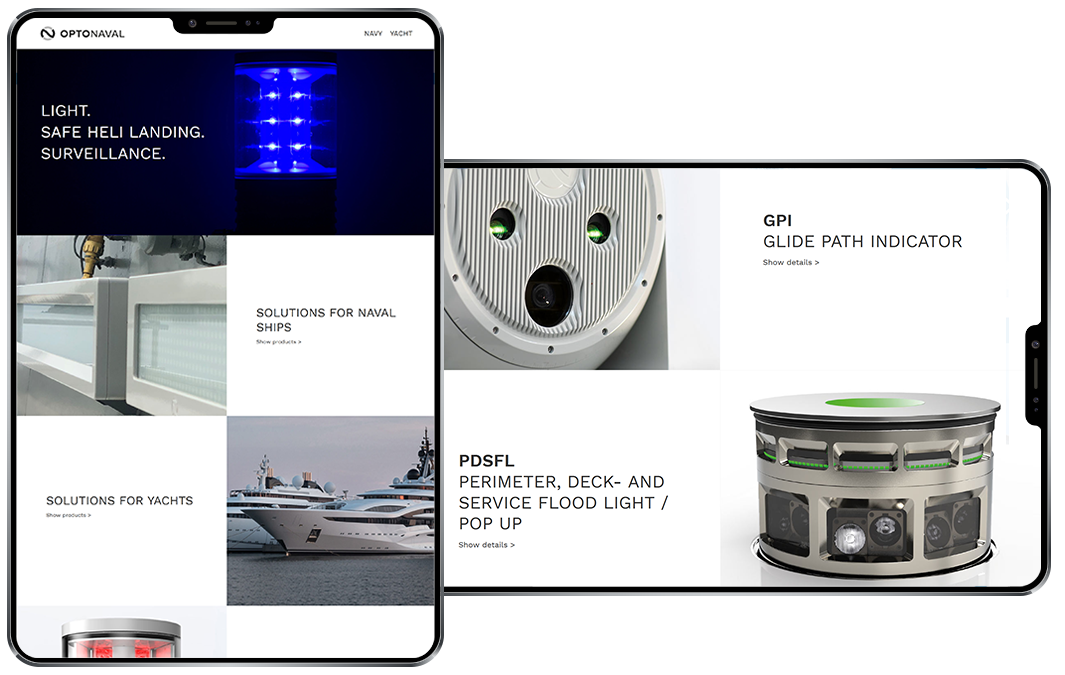 OPTONAVAL
NAVY YACHT
LIGHT.
SAFE HELI LANDING.
SURVEILLANCE.
SOLUTIONS FOR NAVAL
SHIPS
Show products >
SOLUTIONS FOR YACHTS
Show products >
GPI
GLIDE PATH INDICATOR
Show details >
PDSFL
PERIMETER, DECK- AND
SERVICE FLOOD LIGHT /
POP UP
Show details >